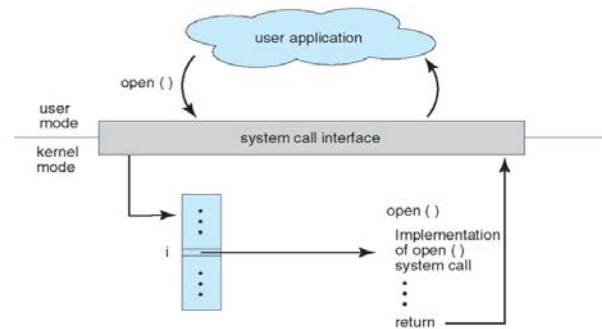 user application
open ( )
user
mode
system call interface
kernel
mode
i
open ( )
Implementation
of open ( )
system call
return